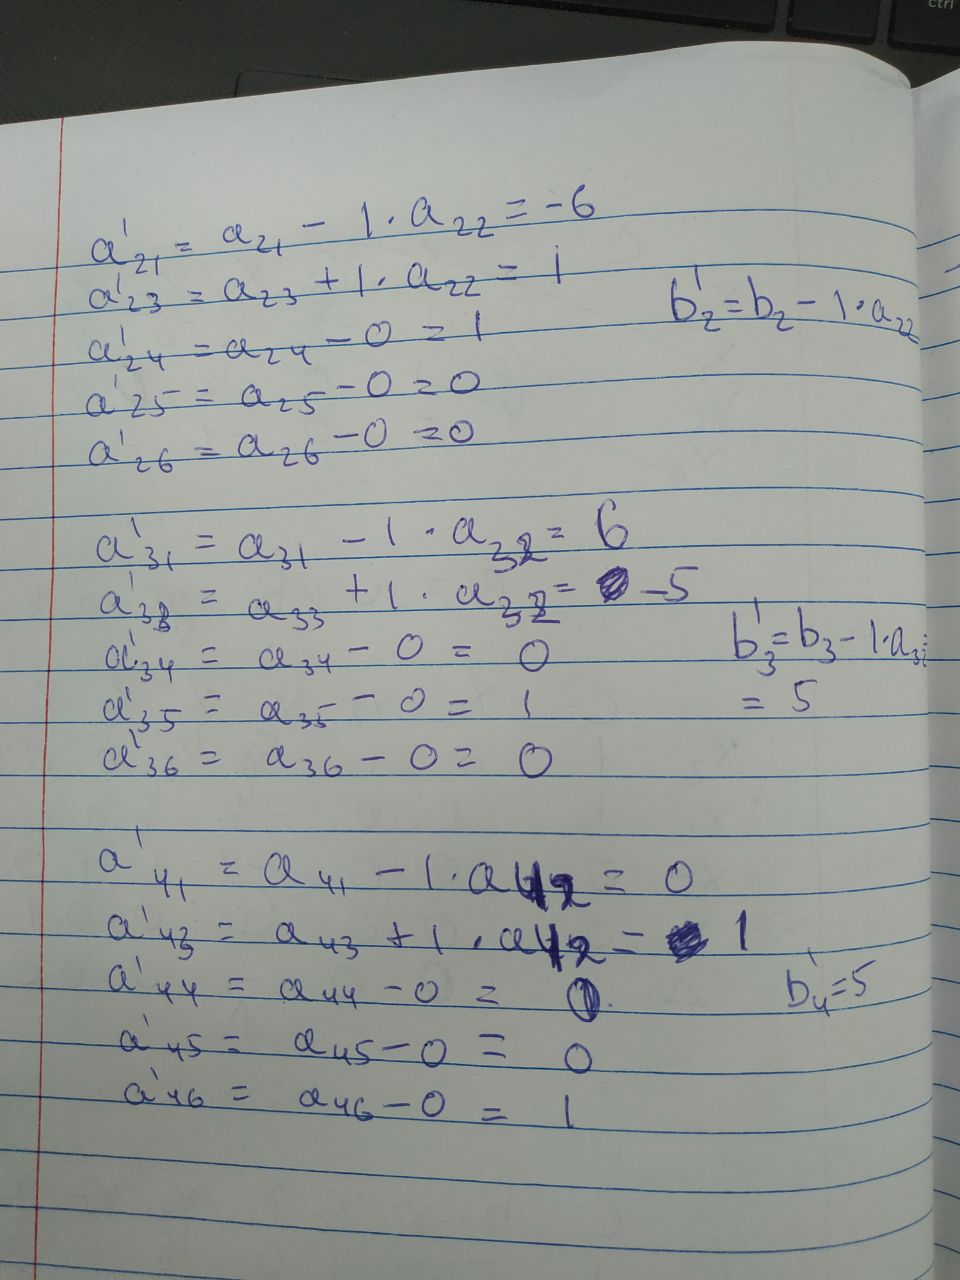 a'21 = a21 - 1·a22 = -6
a'23 = a23 + 1·a22 = 1
b'2 = b2 - 1·a22
a'24 = a24 - 0 = 1
a'25 = a25 - 0 = 0
a'26 = a26 - 0 = 0
a'31 = a31 - 1·a32 = 6
a'33 = a33 + 1·a32 = -5
b'3 = b3 - 1·a32
= 5
a'34 = a34 - 0 = 0
a'35 = a35 - 0 = 1
a'36 = a36 - 0 = 0
a'41 = a41 - 1·a42 = 0
a'43 = a43 + 1·a42 = 1
b'4 = 5
a'44 = a44 - 0 = 0
a'45 = a45 - 0 = 0
a'46 = a46 - 0 = 1